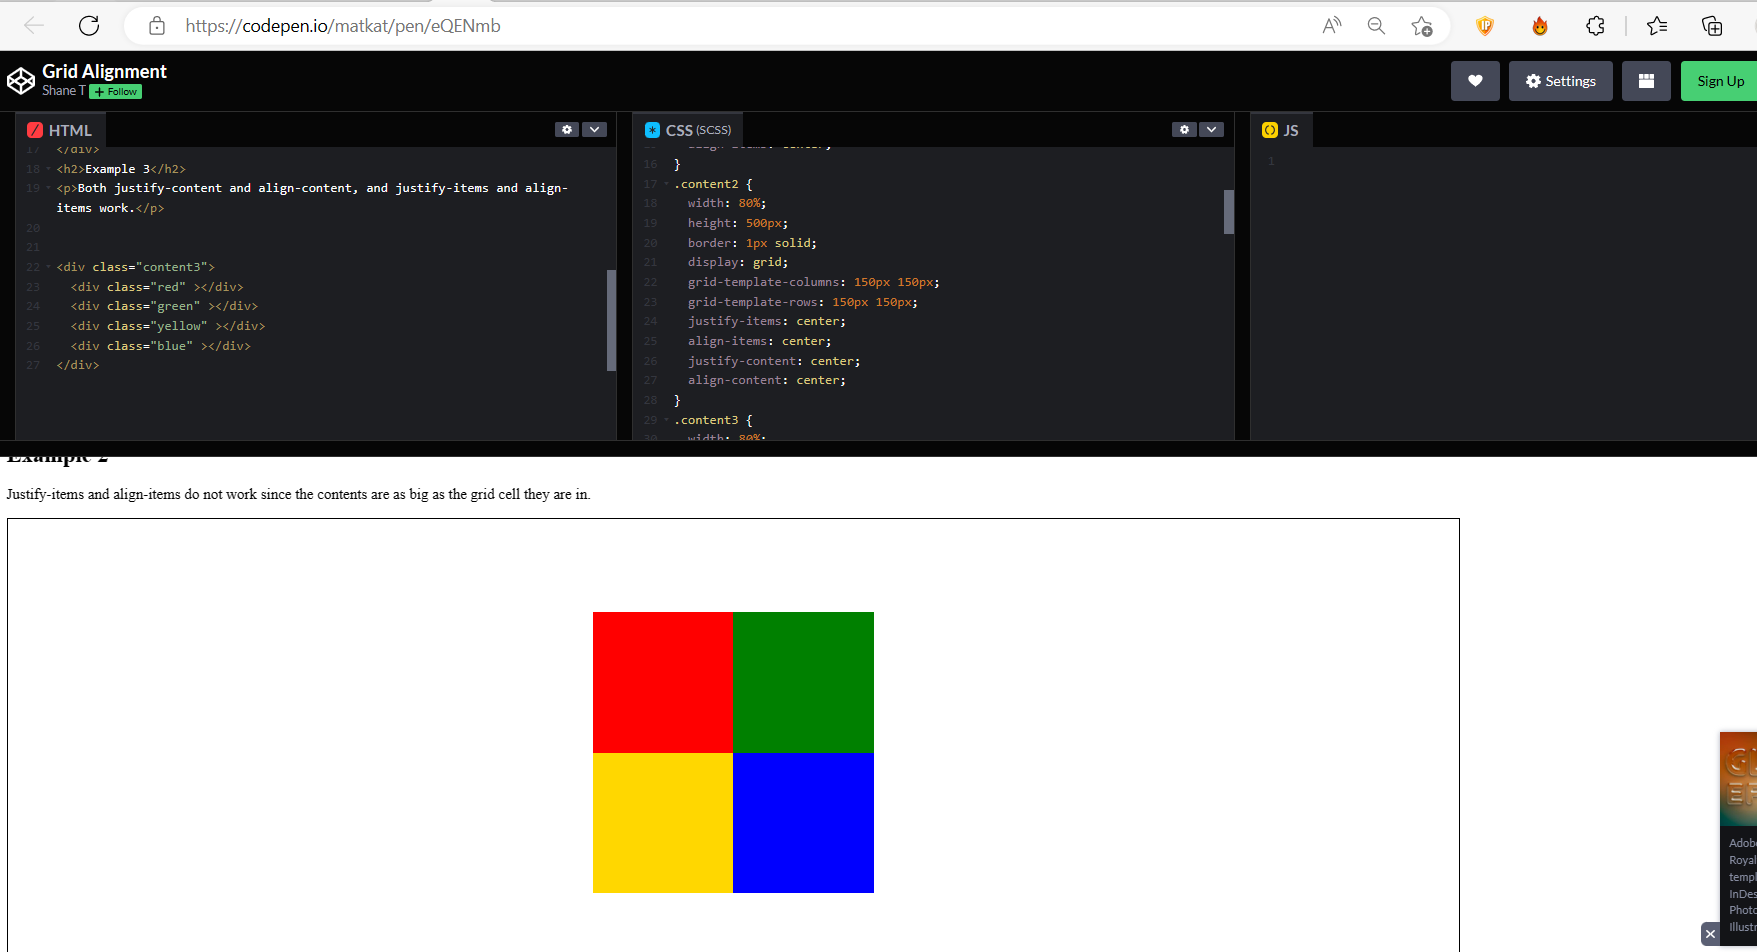 https://codepen.io/matkat/pen/eQENmb
Grid Alignment
Shane T + Follow
Settings
Sign Up
HTML
17 </div>
18 <h2>Example 3</h2>
19 <p>Both justify-content and align-content, and justify-items and align-
items work.</p>
20
21
22 <div class="content3">
23 <div class="red" ></div>
24 <div class="green" ></div>
25 <div class="yellow" ></div>
26 <div class="blue" ></div>
27 </div>
CSS (SCSS)
align-items: center;
16 }
17 .content2 {
18 width: 80%;
19 height: 500px;
20 border: 1px solid;
21 display: grid;
22 grid-template-columns: 150px 150px;
23 grid-template-rows: 150px 150px;
24 justify-items: center;
25 align-items: center;
26 justify-content: center;
27 align-content: center;
28 }
29 .content3 {
30 width: 80%;
JS
1
Example 2
Justify-items and align-items do not work since the contents are as big as the grid cell they are in.
Adobe
Royal
templ
InDes
Photo
Illustr